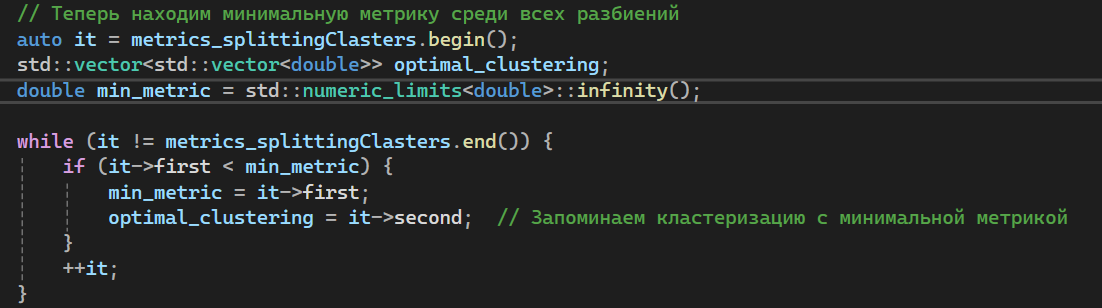 // Теперь находим минимальную метрику среди всех разбиений
auto it = metrics_splittingClasters.begin();
std::vector<std::vector<double>> optimal_clustering;
double min_metric = std::numeric_limits<double>::infinity();
while (it != metrics_splittingClasters.end()) {
if (it->first < min_metric) {
min_metric = it->first;
optimal_clustering = it->second;  // Запоминаем кластеризацию с минимальной метрикой
}
++it;
}